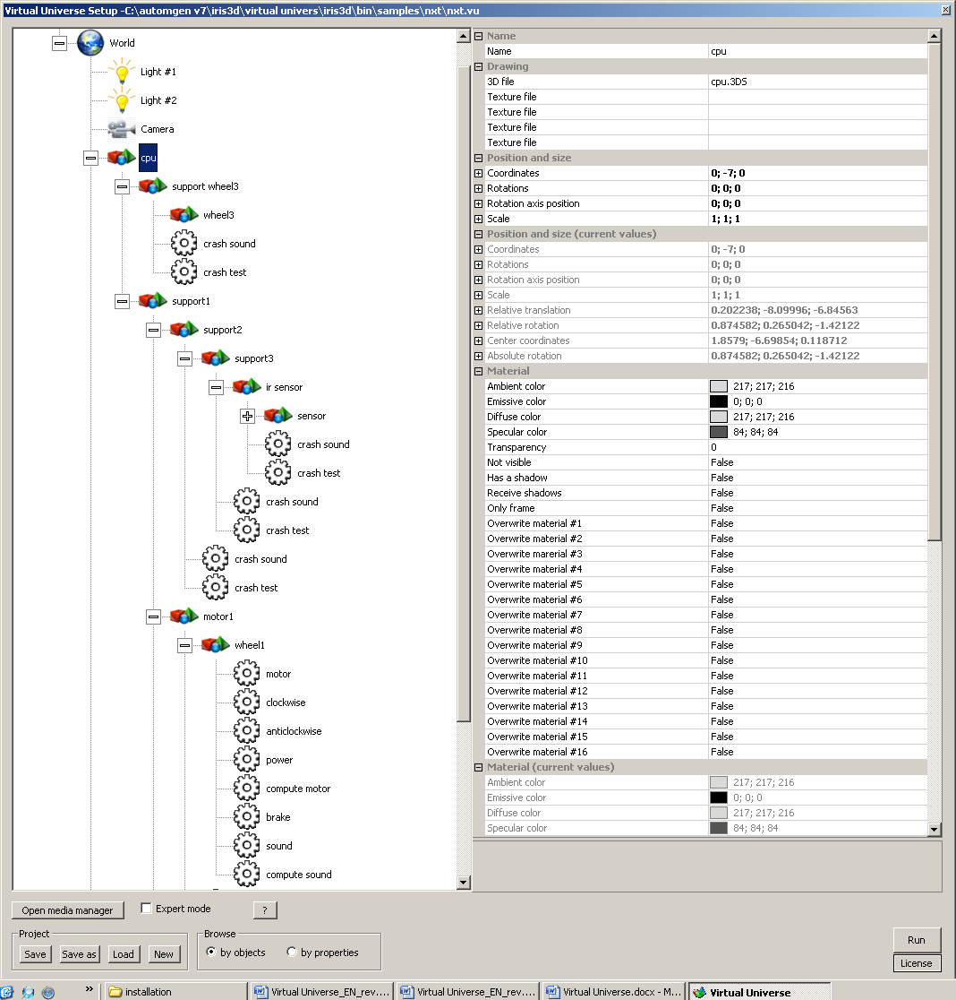 Virtual Universe Setup -C:\automgen v7\iris3d\virtual univers\iris3d\bin\samples\nxt\nxt.vu
World
Light #1
Light #2
Camera
cpu
support wheel3
wheel3
crash sound
crash test
support1
support2
support3
ir sensor
sensor
crash sound
crash test
crash sound
crash test
crash sound
crash test
motor1
wheel1
motor
clockwise
anticlockwise
power
compute motor
brake
sound
compute sound
Name
Name cpu
Drawing
3D file cpu.3DS
Texture file
Texture file
Texture file
Texture file
Position and size
Coordinates 0; -7; 0
Rotations 0; 0; 0
Rotation axis position 0; 0; 0
Scale 1; 1; 1
Position and size (current values)
Coordinates 0; -7; 0
Rotations 0; 0; 0
Rotation axis position 0; 0; 0
Scale 1; 1; 1
Relative translation 0.202238; -8.09996; -6.84563
Relative rotation 0.874582; 0.265042; -1.42122
Center coordinates 1.8579; -6.69854; 0.118712
Absolute rotation 0.874582; 0.265042; -1.42122
Material
Ambient color 217; 217; 216
Emissive color 0; 0; 0
Diffuse color 217; 217; 216
Specular color 84; 84; 84
Transparency 0
Not visible False
Has a shadow False
Receive shadows False
Only frame False
Overwrite material #1 False
Overwrite material #2 False
Overwrite marerial #3 False
Overwrite material #4 False
Overwrite material #5 False
Overwrite material #6 False
Overwrite material #7 False
Overwrite material #8 False
Overwrite material #9 False
Overwrite material #10 False
Overwrite material #11 False
Overwrite material #12 False
Overwrite material #13 False
Overwrite material #14 False
Overwrite material #15 False
Overwrite material #16 False
Material (current values)
Ambient color 217; 217; 216
Emissive color 0; 0; 0
Diffuse color 217; 217; 216
Specular color 84; 84; 84
Open media manager Expert mode ?
Project Browse
Save Save as Load New by objects by properties
Run
License
» installation Virtual Universe_EN_rev.... Virtual Universe_EN_rev.... Virtual Universe.docx - M... Virtual Universe